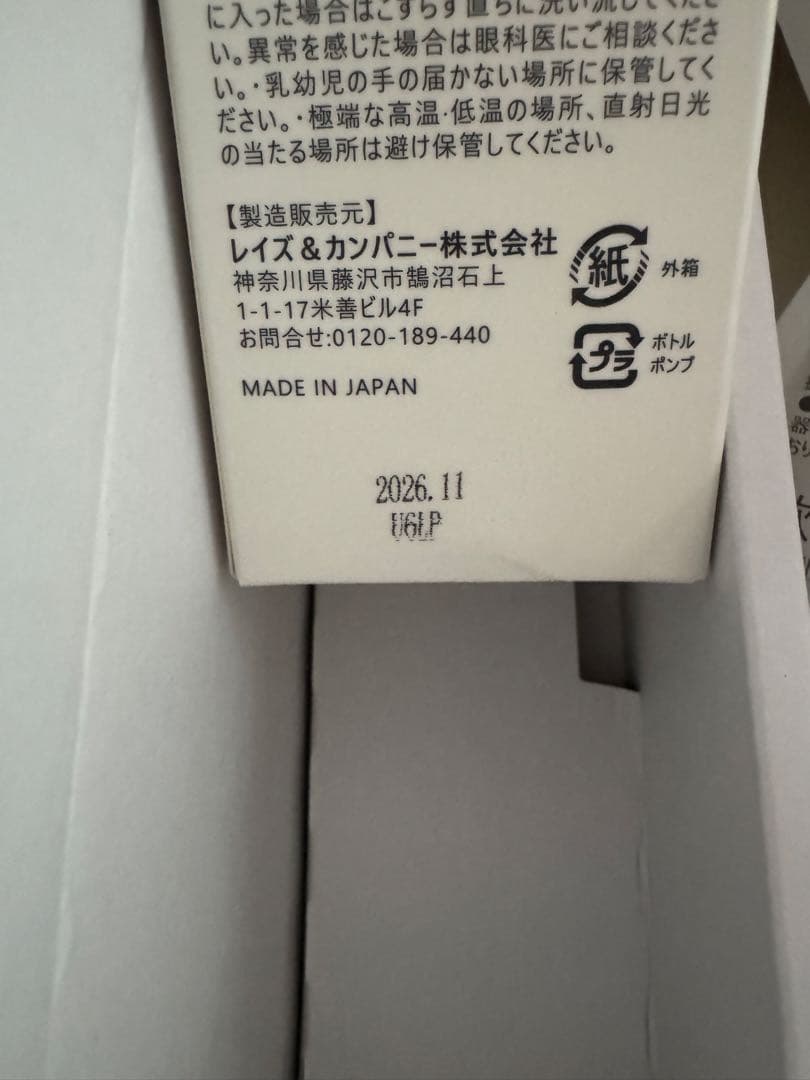 に入った場合はこすらず直ちに洗い流してくださ
い。異常を感じた場合は眼科医にご相談くださ
い。・乳幼児の手の届かない場所に保管してく
ださい。・極端な高温・低温の場所、直射日光
の当たる場所は避け保管してください。
【製造販売元】
レイズ&カンパニー株式会社
神奈川県藤沢市鵠沼石上
1-1-17米善ビル4F
お問合せ:0120-189-440
MADE IN JAPAN
紙 外箱
プラ ボトル
ポンプ
2026.11
U6LP
器